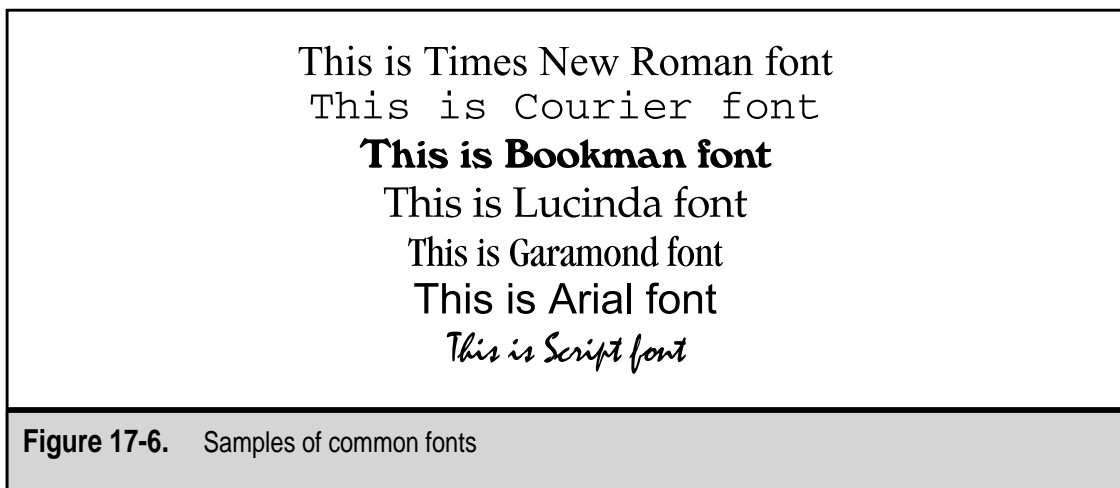 This is Times New Roman font
This is Courier font
This is Bookman font
This is Lucinda font
This is Garamond font
This is Arial font
This is Script font
Figure 17-6. Samples of common fonts